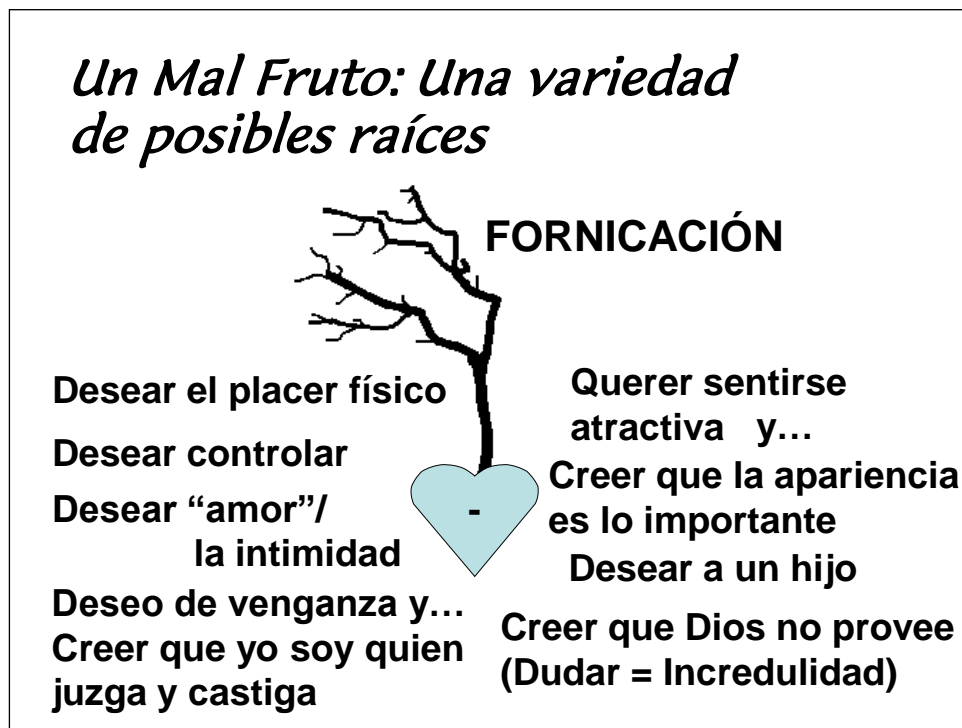 Un Mal Fruto: Una variedad
de posibles raíces
FORNICACIÓN
Desear el placer físico
Desear controlar
Desear “amor”/
la intimidad
Deseo de venganza y…
Creer que yo soy quien
juzga y castiga
Querer sentirse
atractiva y…
Creer que la apariencia
es lo importante
Desear a un hijo
Creer que Dios no provee
(Dudar = Incredulidad)
-